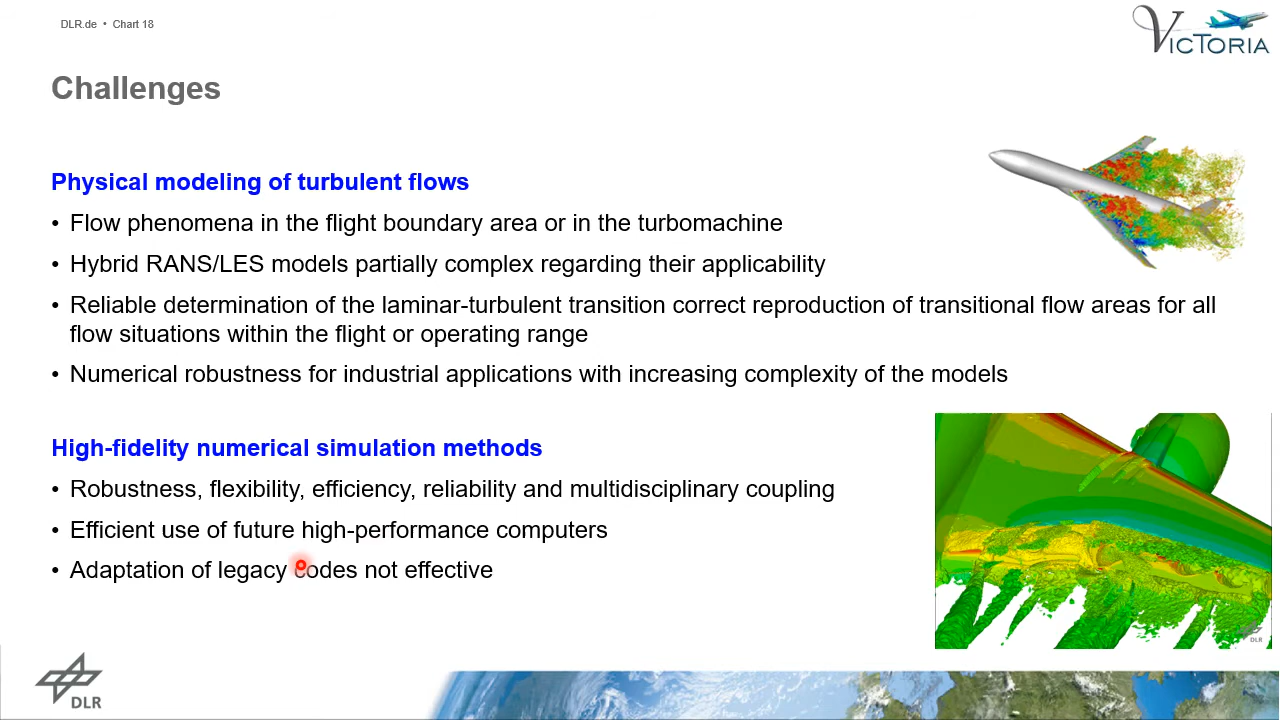 DLR.de • Chart 18
VICTORIA
Challenges
Physical modeling of turbulent flows
• Flow phenomena in the flight boundary area or in the turbomachine
• Hybrid RANS/LES models partially complex regarding their applicability
• Reliable determination of the laminar-turbulent transition correct reproduction of transitional flow areas for all
flow situations within the flight or operating range
• Numerical robustness for industrial applications with increasing complexity of the models
High-fidelity numerical simulation methods
• Robustness, flexibility, efficiency, reliability and multidisciplinary coupling
• Efficient use of future high-performance computers
• Adaptation of legacy codes not effective
DLR
DLR